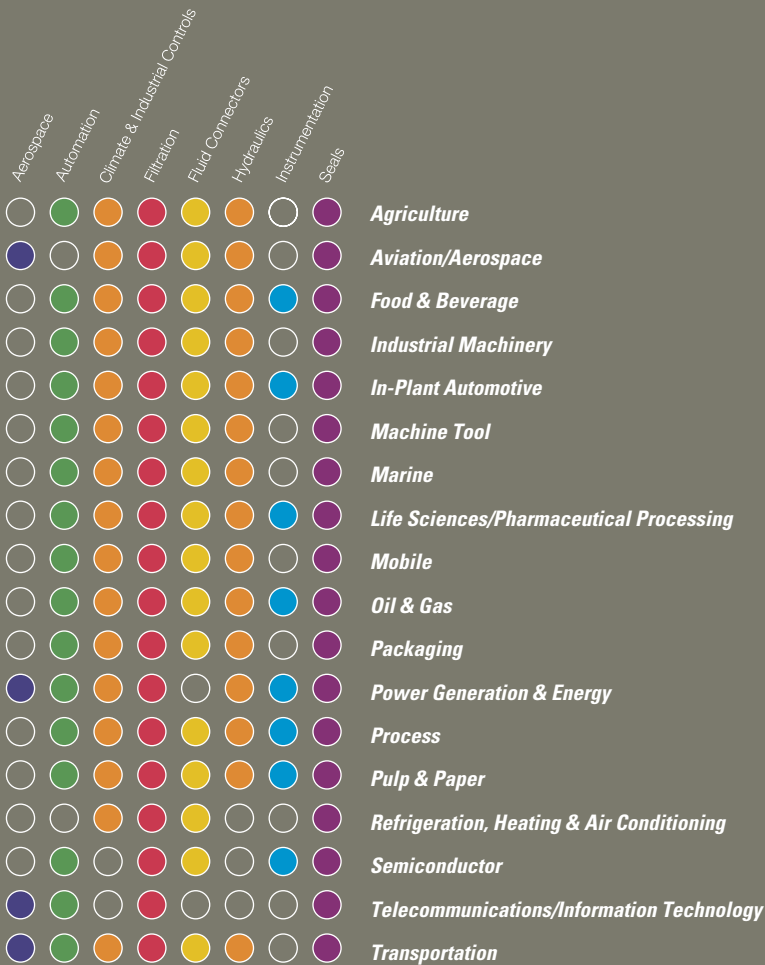 Aerospace
Automation
Climate & Industrial Controls
Filtration
Fluid Connectors
Hydraulics
Instrumentation
Seals
Agriculture
Aviation/Aerospace
Food & Beverage
Industrial Machinery
In-Plant Automotive
Machine Tool
Marine
Life Sciences/Pharmaceutical Processing
Mobile
Oil & Gas
Packaging
Power Generation & Energy
Process
Pulp & Paper
Refrigeration, Heating & Air Conditioning
Semiconductor
Telecommunications/Information Technology
Transportation